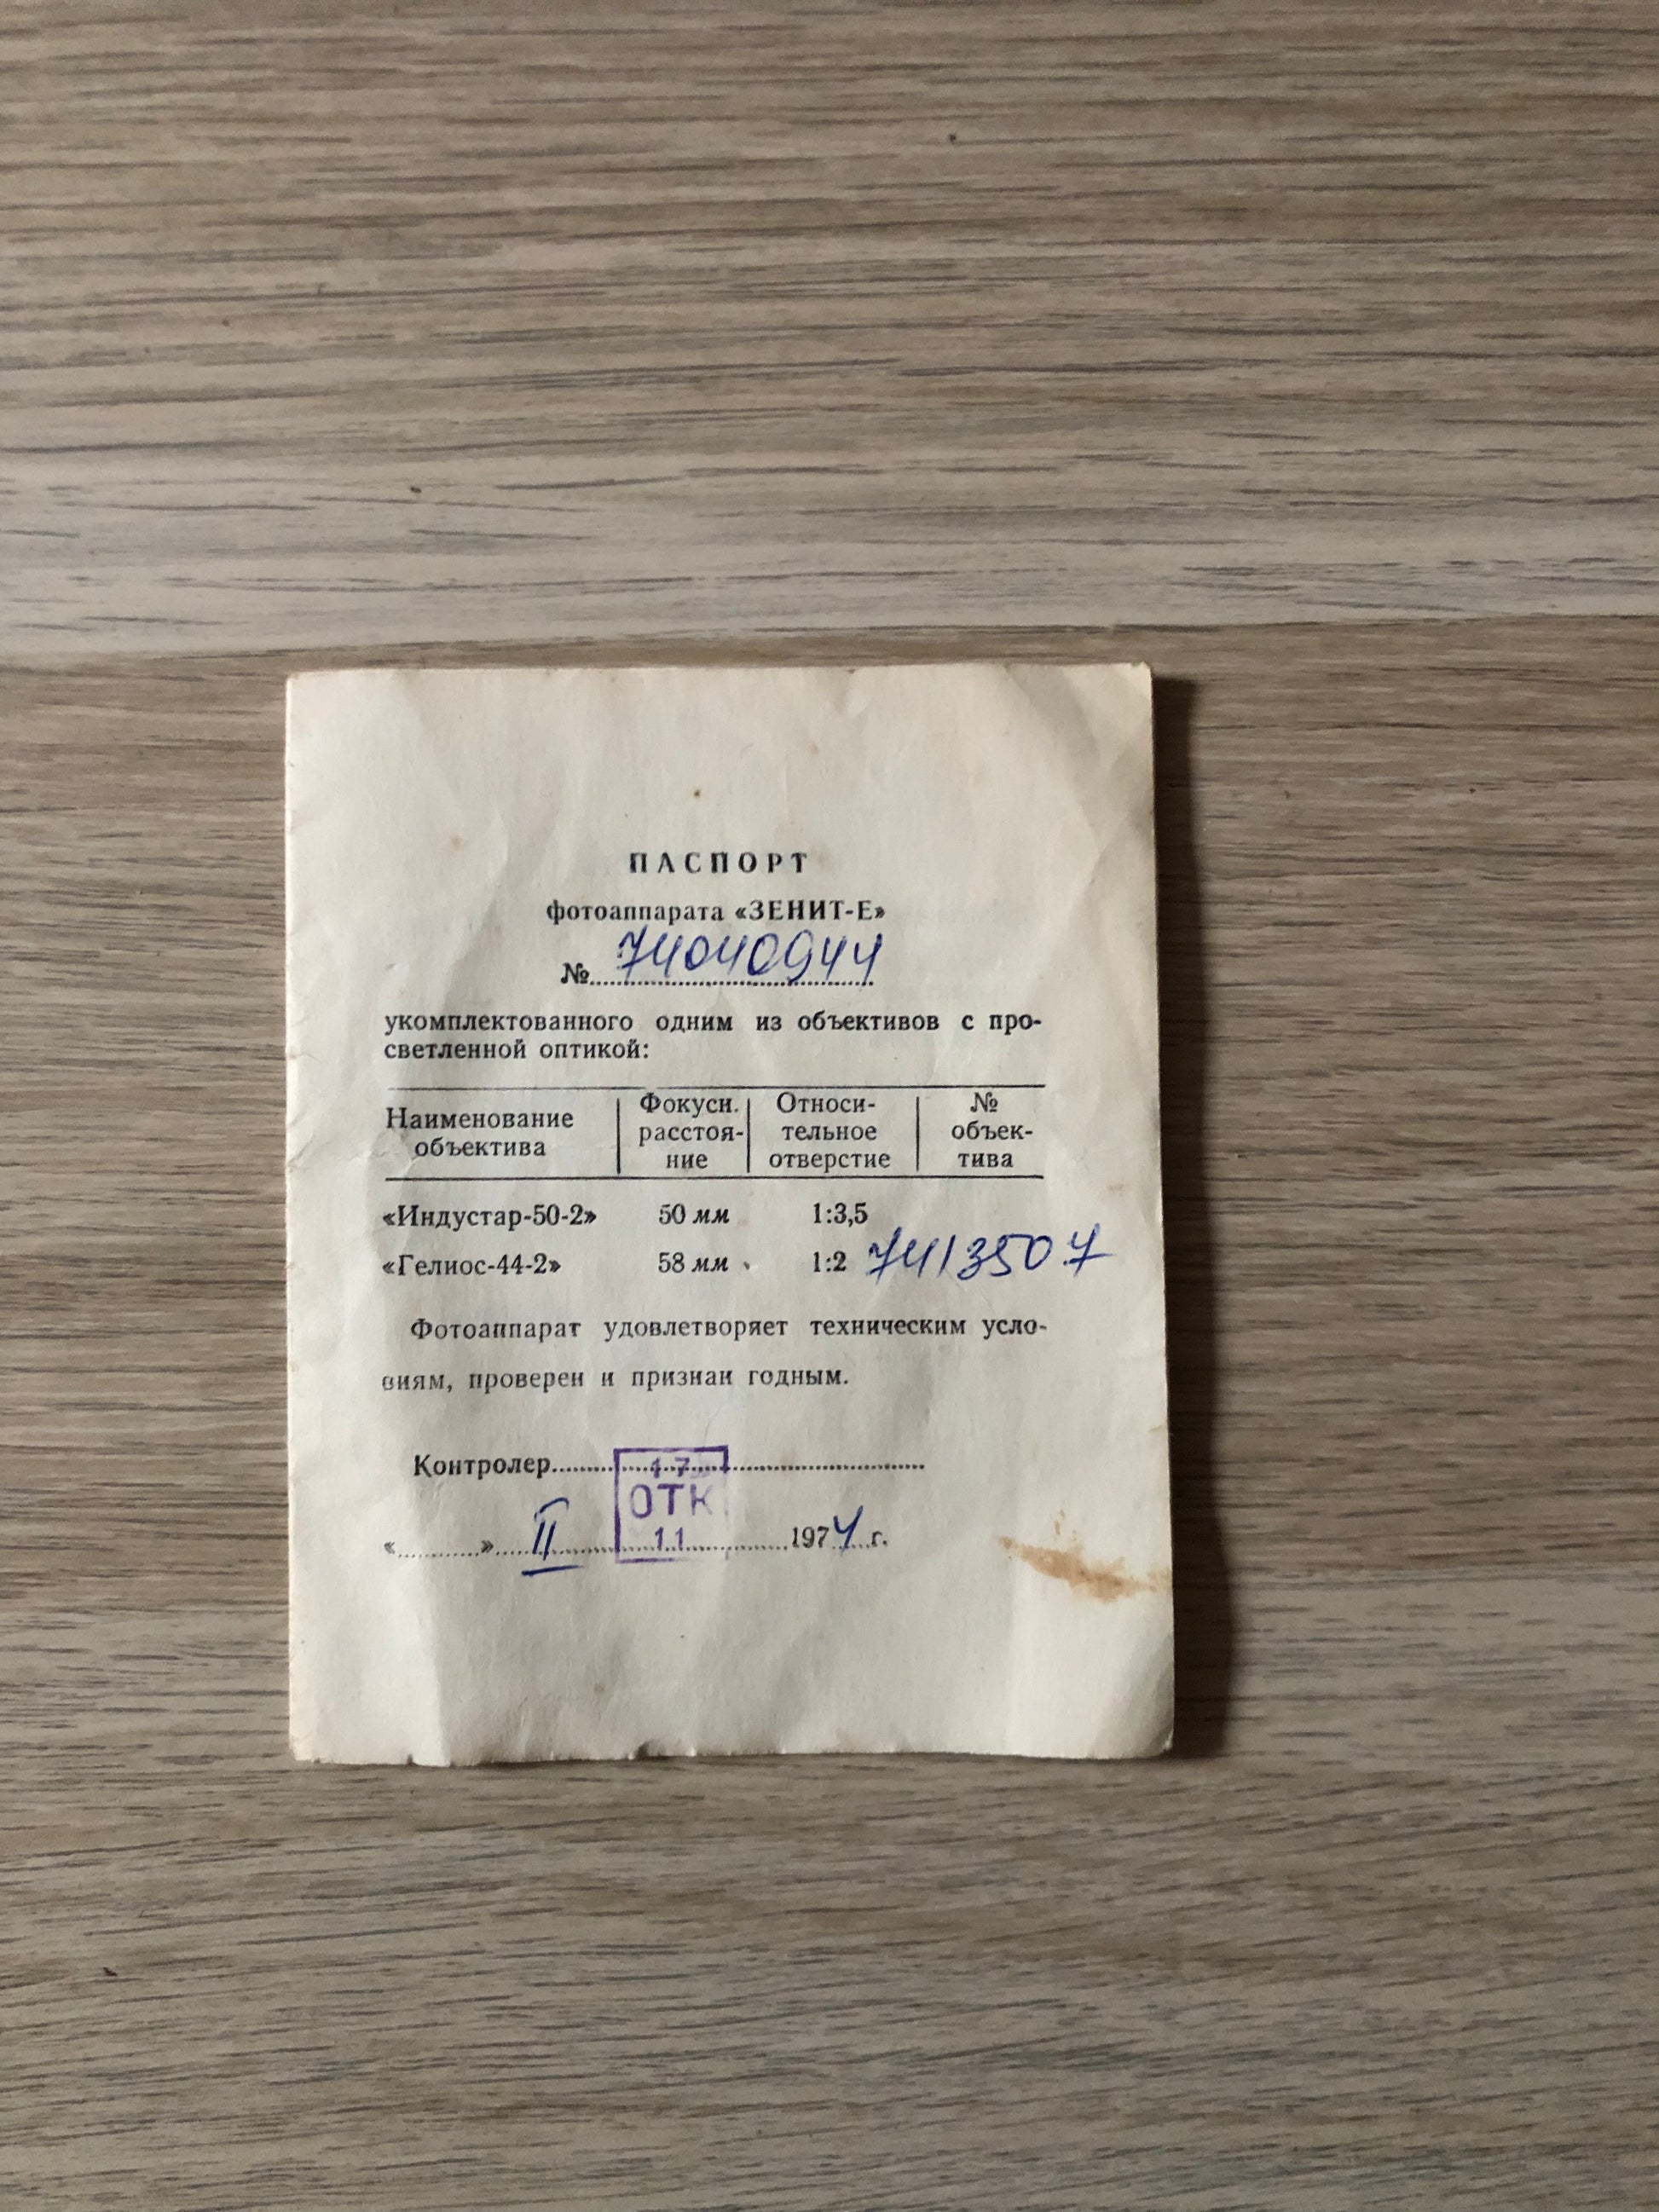 ПАСПОРТ
фотоаппарата «ЗЕНИТ-Е»
№ 74040944
укомплектованного одним из объективов с про-
светленной оптикой:
Наименование объектива | Фокусн. расстоя-ние | Относи-тельное отверстие | № объек-тива
«Индустар-50-2» 50 мм 1:3,5
«Гелиос-44-2» 58 мм 1:2 7413507
Фотоаппарат удовлетворяет техническим усло-
виям, проверен и признан годным.
Контролер
17
ОТК
11
« » II 1974 г.